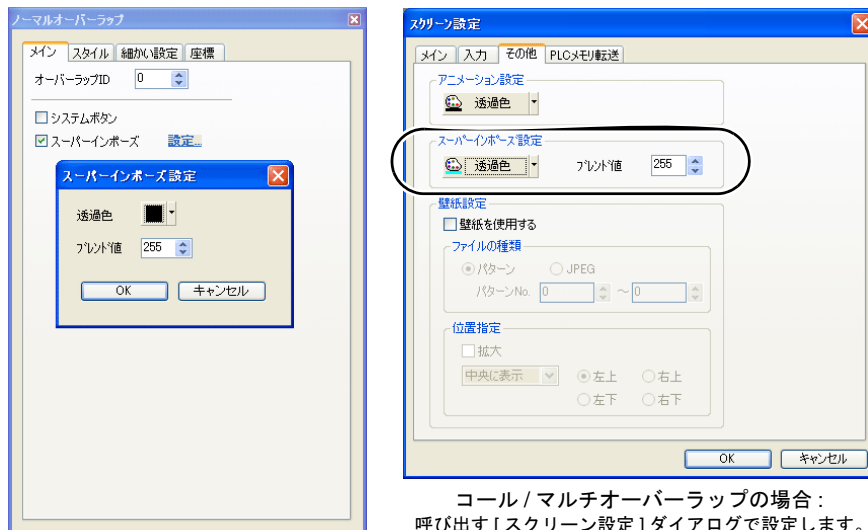 ノーマルオーバーラップ
メイン スタイル 細かい設定 座標
オーバーラップID 0
システムボタン
スーパーインポーズ 設定...
スーパーインポーズ設定
透過色
ブレンド値 255
OK キャンセル
スクリーン設定
メイン 入力 その他 PLCメモリ転送
アニメーション設定
透過色
スーパーインポーズ設定
透過色 ブレンド値 255
壁紙設定
壁紙を使用する
ファイルの種類
パターン JPEG
パターンNo. 0 ～ 0
位置指定
拡大
中央に表示 左上 右上
左下 右下
OK キャンセル
コール / マルチオーバーラップの場合 :
呼び出す [ スクリーン設定 ] ダイアログで設定します。